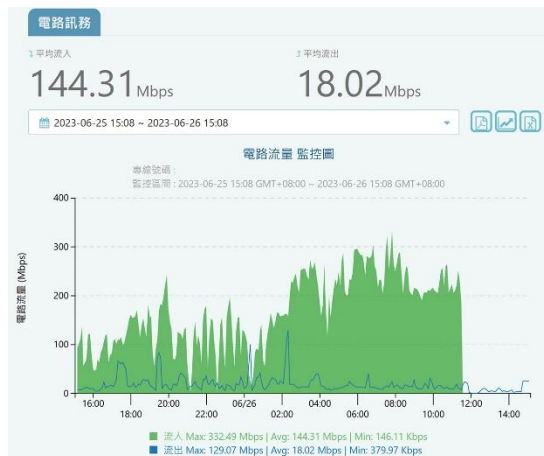 電路訊務
平均流入
平均流出
144.31 Mbps
18.02 Mbps
2023-06-25 15:08 ~ 2023-06-26 15:08
電路流量 監控圖
專線號碼 :
監控區間 : 2023-06-25 15:08 GMT+08:00 ~ 2023-06-26 15:08 GMT+08:00
電路流量 (Mbps)
400
300
200
100
0
16:00
18:00
20:00
22:00
06/26
02:00
04:00
06:00
08:00
10:00
12:00
14:00
流入 Max: 332.49 Mbps | Avg: 144.31 Mbps | Min: 146.11 Kbps
流出 Max: 129.07 Mbps | Avg: 18.02 Mbps | Min: 379.97 Kbps